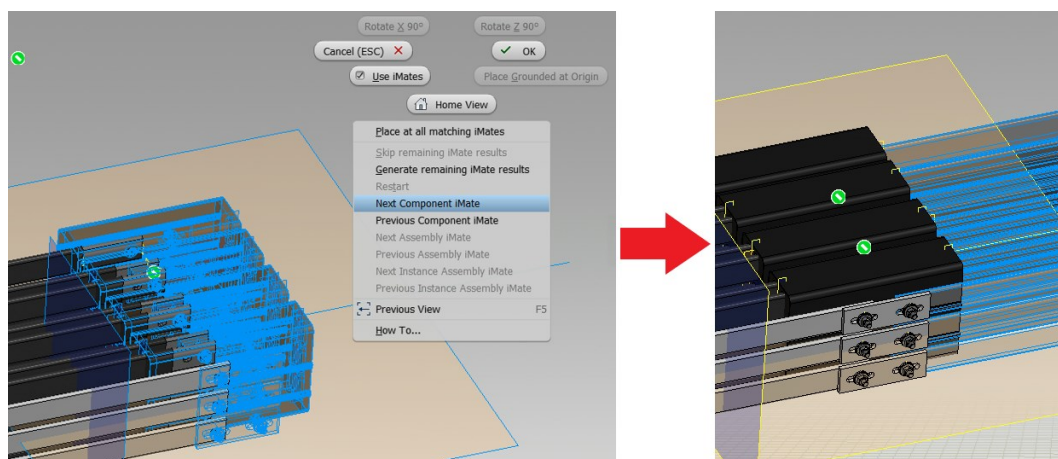 Rotate X 90º
Rotate Z 90º
Cancel (ESC)
OK
Use iMates
Place Grounded at Origin
Home View
Place at all matching iMates
Skip remaining iMate results
Generate remaining iMate results
Restart
Next Component iMate
Previous Component iMate
Next Assembly iMate
Previous Assembly iMate
Next Instance Assembly iMate
Previous Instance Assembly iMate
Previous View F5
How To...